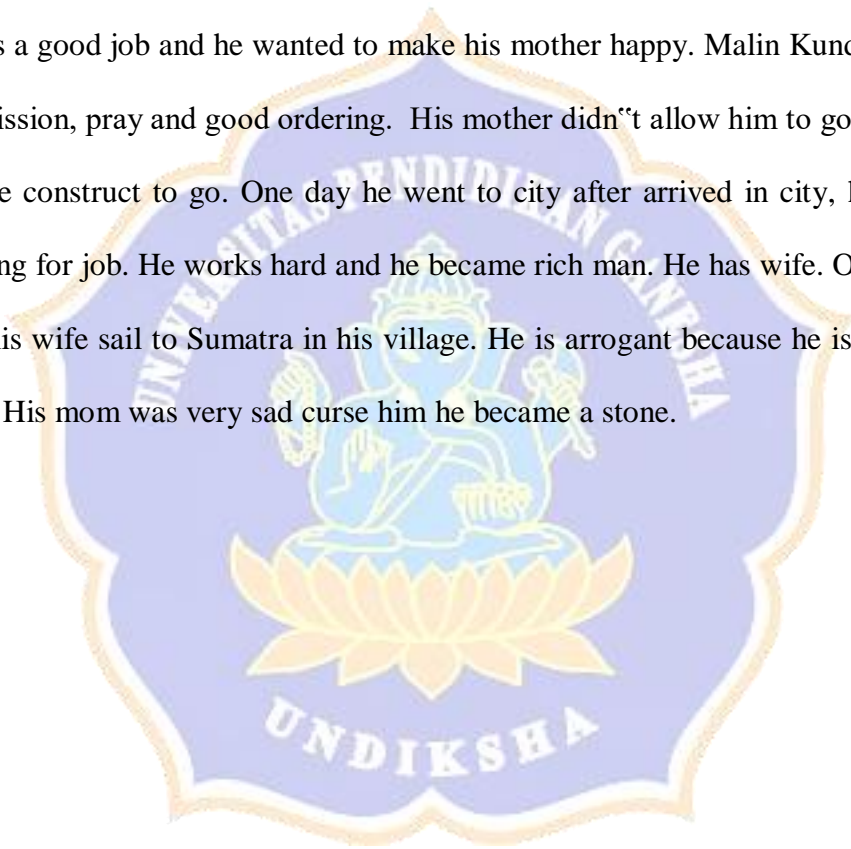 s a good job and he wanted to make his mother happy. Malin Kund
ission, pray and good ordering. His mother didn‟t allow him to go
e construct to go. One day he went to city after arrived in city,
ng for job. He works hard and he became rich man. He has wife. O
is wife sail to Sumatra in his village. He is arrogant because he is
His mom was very sad curse him he became a stone.
UNIVERSITAS PENDIDIKAN GANESHA
UNDIKSHA